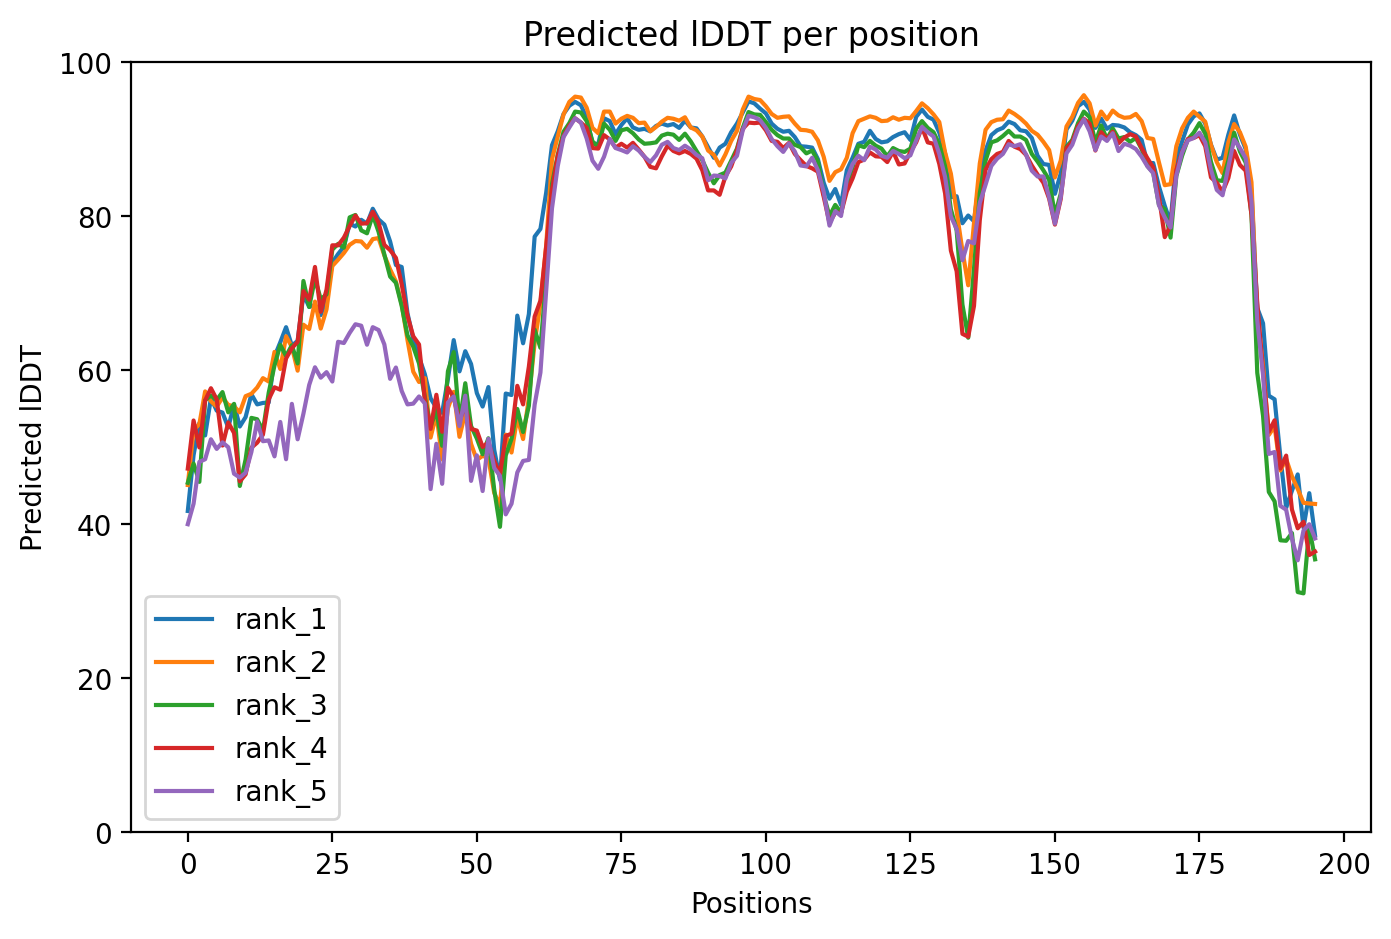 Predicted lDDT per position
100
80
60
40
20
0
Predicted lDDT
rank_1
rank_2
rank_3
rank_4
rank_5
0 25 50 75 100 125 150 175 200
Positions